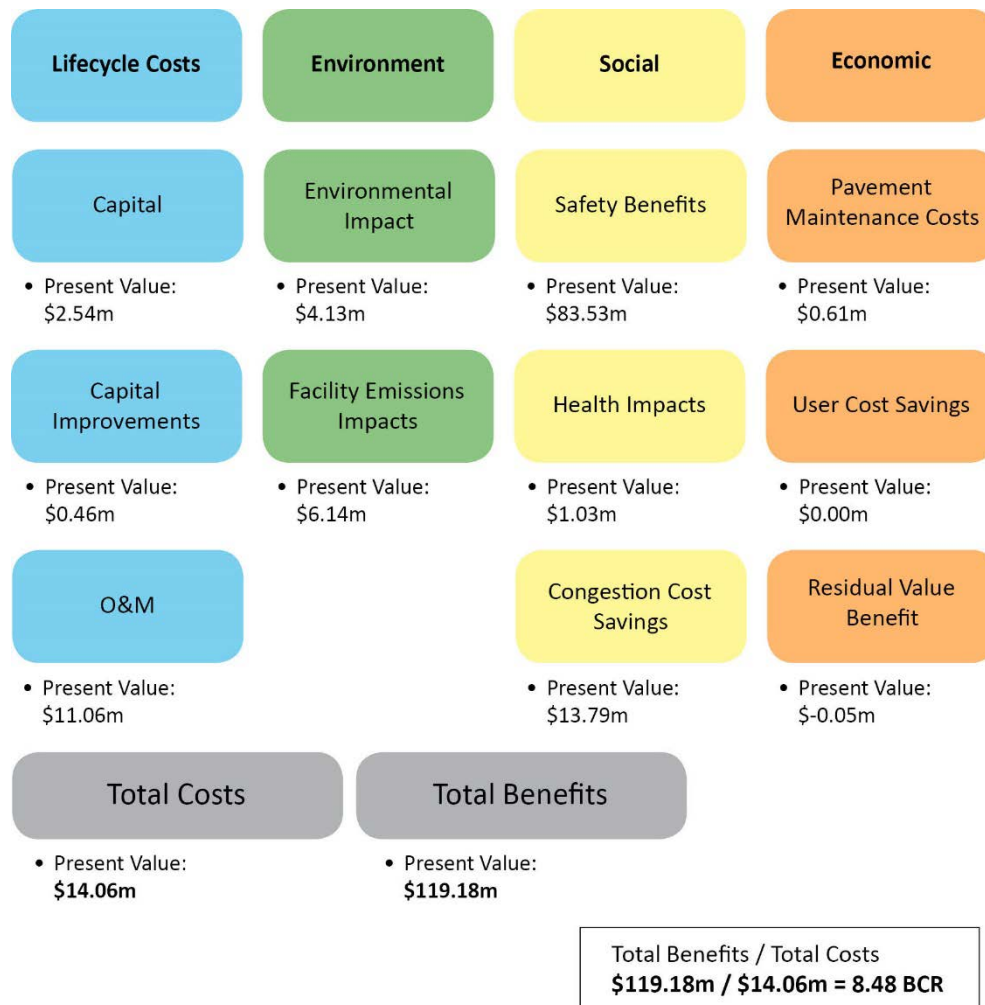 Lifecycle Costs
Environment
Social
Economic
Capital
Environmental
Impact
Safety Benefits
Pavement
Maintenance Costs
• Present Value:
$2.54m
• Present Value:
$4.13m
• Present Value:
$83.53m
• Present Value:
$0.61m
Capital
Improvements
Facility Emissions
Impacts
Health Impacts
User Cost Savings
• Present Value:
$0.46m
• Present Value:
$6.14m
• Present Value:
$1.03m
• Present Value:
$0.00m
O&M
Congestion Cost
Savings
Residual Value
Benefit
• Present Value:
$11.06m
• Present Value:
$13.79m
• Present Value:
$-0.05m
Total Costs
Total Benefits
• Present Value:
$14.06m
• Present Value:
$119.18m
Total Benefits / Total Costs
$119.18m / $14.06m = 8.48 BCR